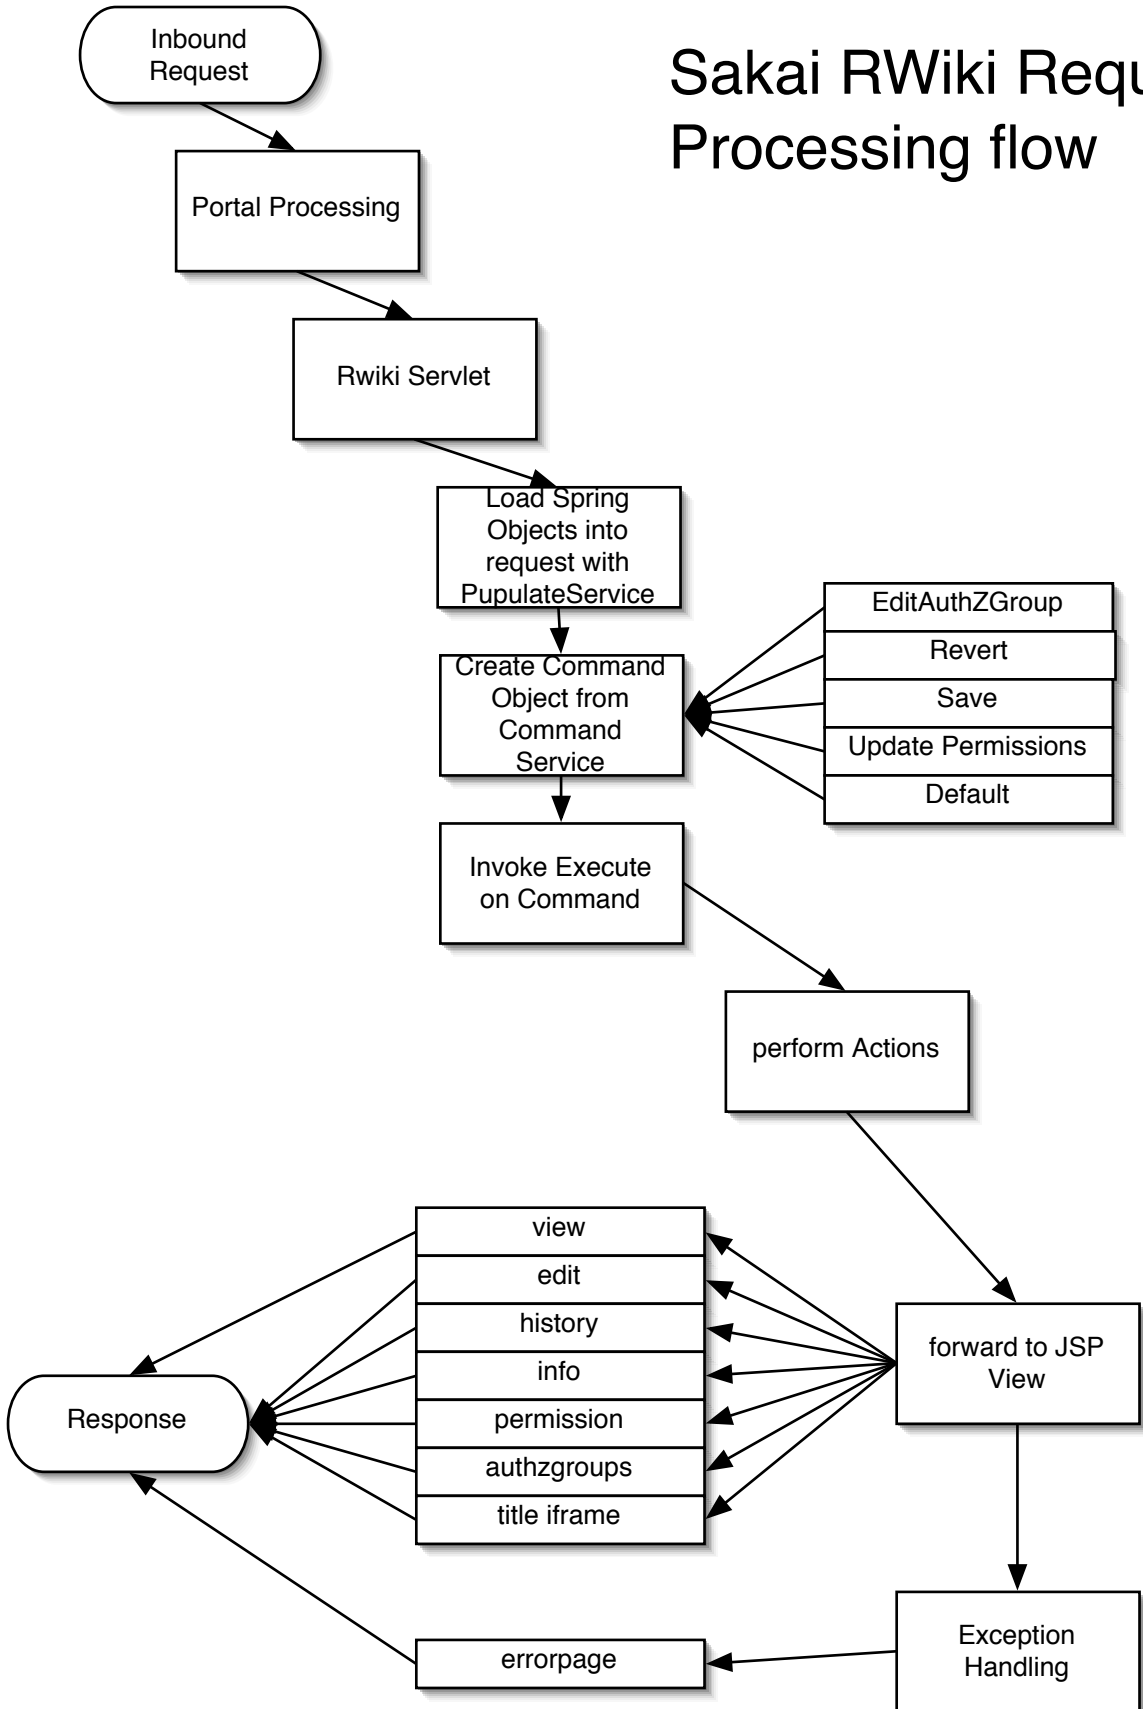 Inbound
Request
Sakai RWiki Requ
Processing flow
Portal Processing
Rwiki Servlet
Load Spring
Objects into
request with
PupulateService
Create Command
Object from
Command
Service
EditAuthZGroup
Revert
Save
Update Permissions
Default
Invoke Execute
on Command
perform Actions
view
edit
history
info
permission
authzgroups
title iframe
forward to JSP
View
Response
errorpage
Exception
Handling